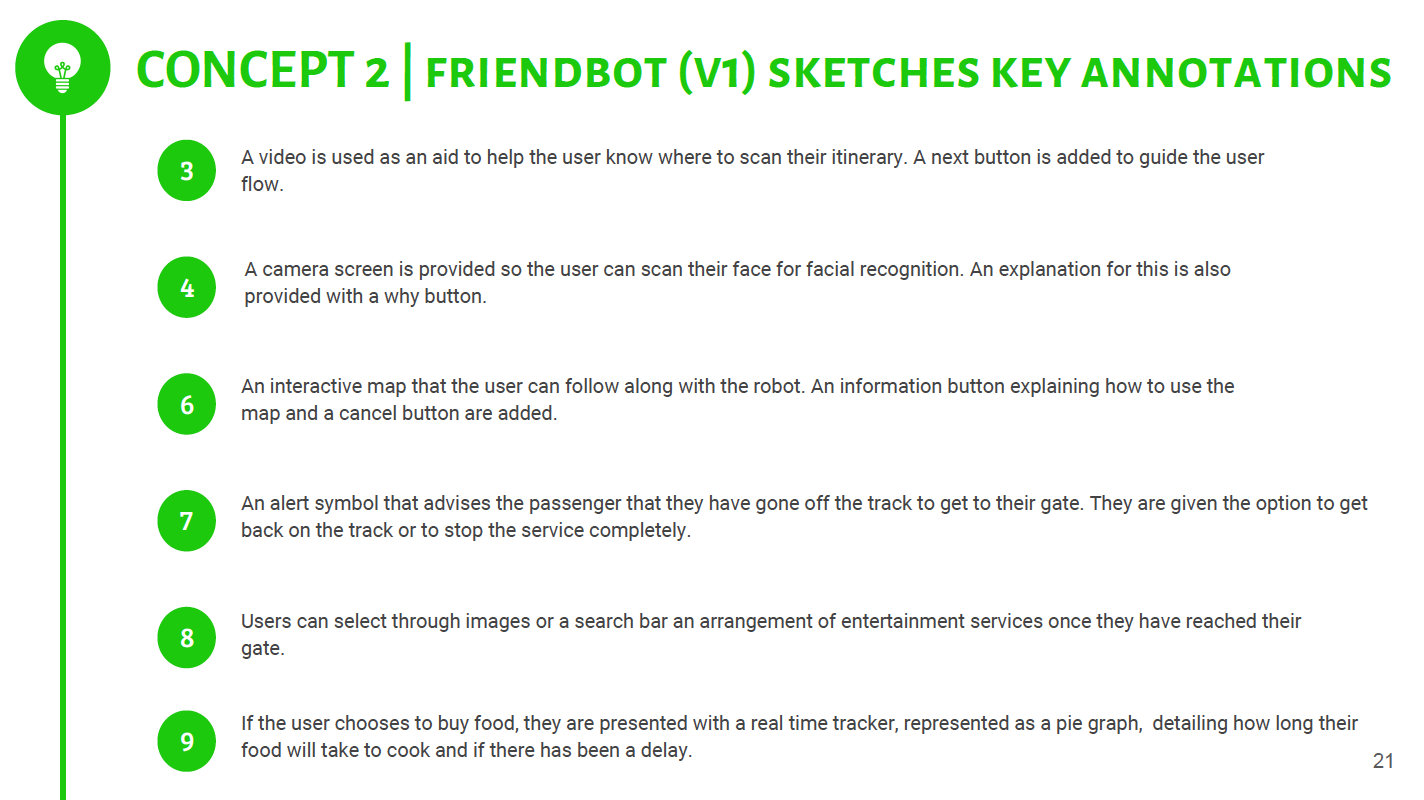 CONCEPT 2 | FRIENDBOT (V1) SKETCHES KEY ANNOTATIONS
3
A video is used as an aid to help the user know where to scan their itinerary. A next button is added to guide the user
flow.
4
A camera screen is provided so the user can scan their face for facial recognition. An explanation for this is also
provided with a why button.
6
An interactive map that the user can follow along with the robot. An information button explaining how to use the
map and a cancel button are added.
7
An alert symbol that advises the passenger that they have gone off the track to get to their gate. They are given the option to get
back on the track or to stop the service completely.
8
Users can select through images or a search bar an arrangement of entertainment services once they have reached their
gate.
9
If the user chooses to buy food, they are presented with a real time tracker, represented as a pie graph,  detailing how long their
food will take to cook and if there has been a delay.
21